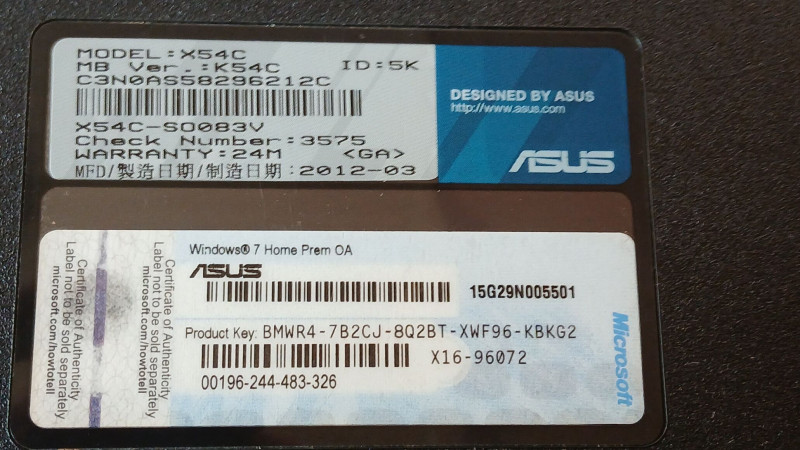 MODEL:X54C
MB Ver.:K54C ID:5K
C3N0AS58296212C
X54C-SO083V
Check Number:3575
WARRANTY:24M <GA>
MFD/製造日期/制造日期:2012-03
DESIGNED BY ASUS
http://www.asus.com
ASUS
Certificate of Authenticity
Label not to be sold separately
microsoft.com/howtotell
Certificate of Authenticity
Label not to be sold separately
microsoft.com/howtotell
Windows® 7 Home Prem OA
ASUS
15G29N005501
Product Key: BMWR4-7B2CJ-8Q2BT-XWF96-KBKG2
X16-96072
00196-244-483-326
Microsoft